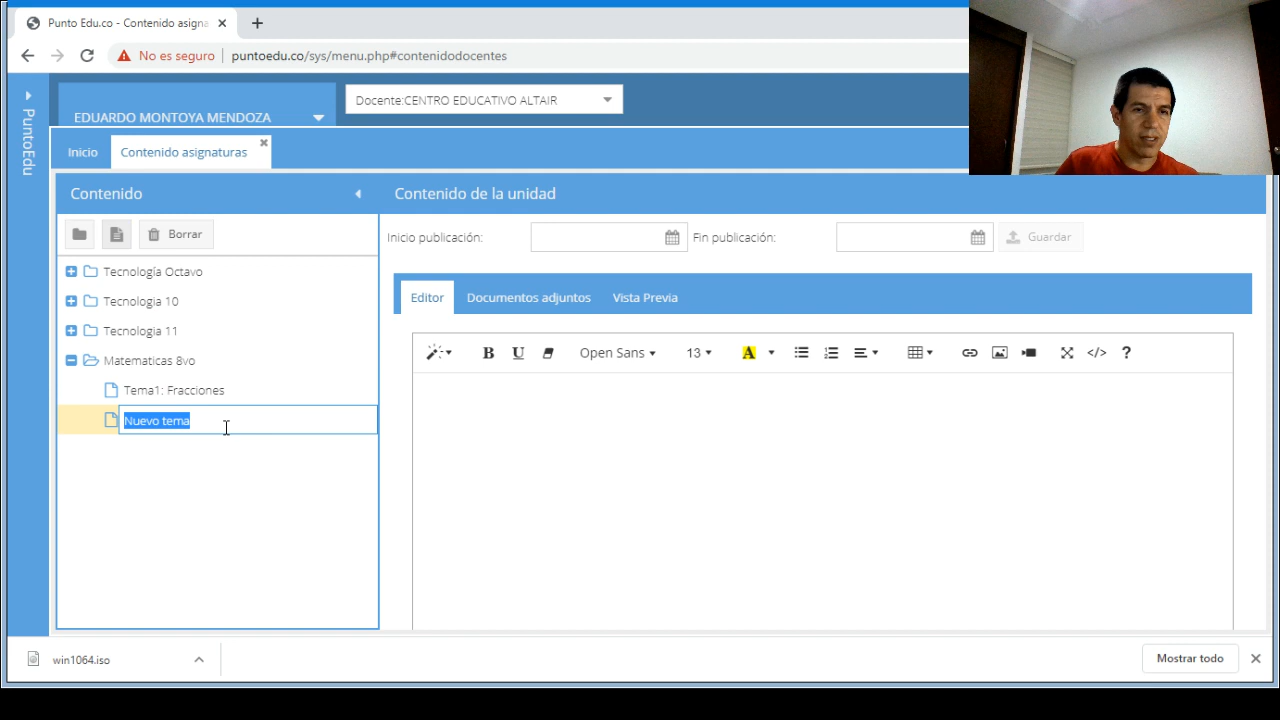 Punto Edu.co - Contenido asigna
No es seguro
puntoedu.co/sys/menu.php#contenidodocentes
PuntoEdu
EDUARDO MONTOYA MENDOZA
Docente:CENTRO EDUCATIVO ALTAIR
Inicio
Contenido asignaturas
Contenido
Contenido de la unidad
Borrar
Inicio publicación:
Fin publicación:
Guardar
Tecnología Octavo
Tecnologia 10
Tecnologia 11
Matematicas 8vo
Tema1: Fracciones
Nuevo tema
Editor
Documentos adjuntos
Vista Previa
B
U
Open Sans
13
A
</>
?
win1064.iso
Mostrar todo